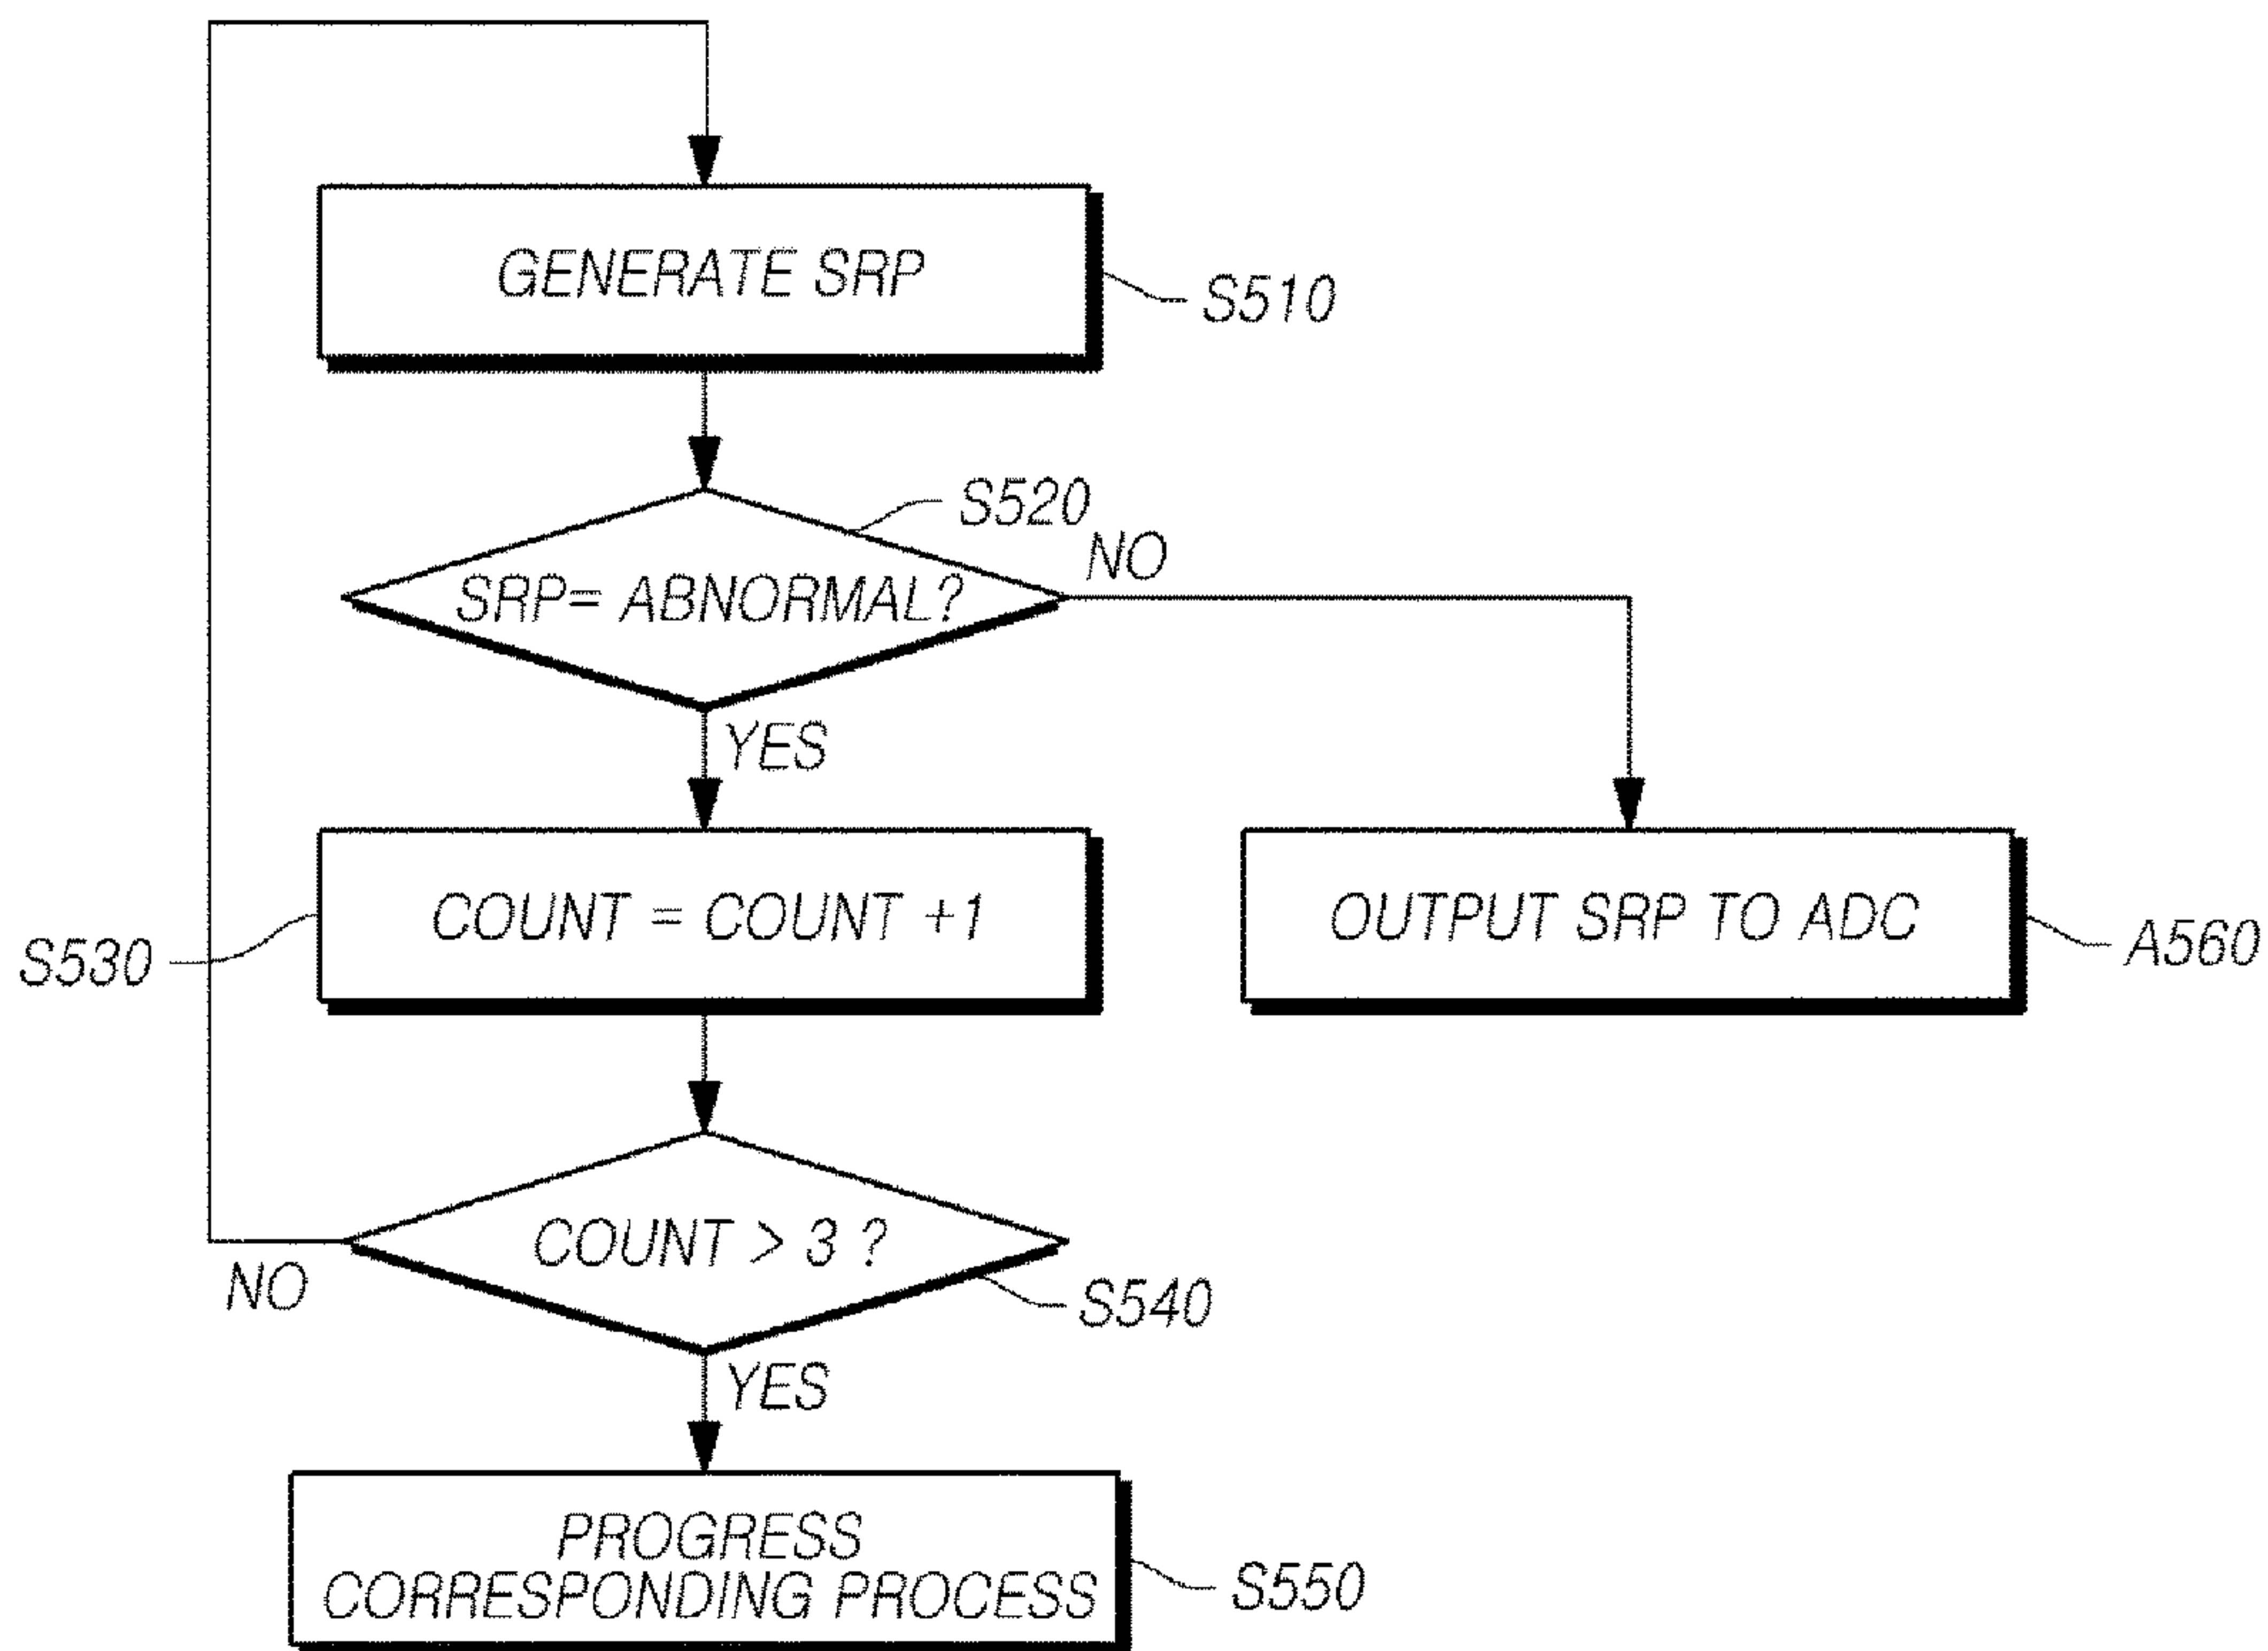 GENERATE SRP
S510
S520
SRP= ABNORMAL?
NO
YES
COUNT = COUNT +1
S530
OUTPUT SRP TO ADC
A560
COUNT > 3 ?
NO
S540
YES
PROGRESS
CORRESPONDING PROCESS
S550